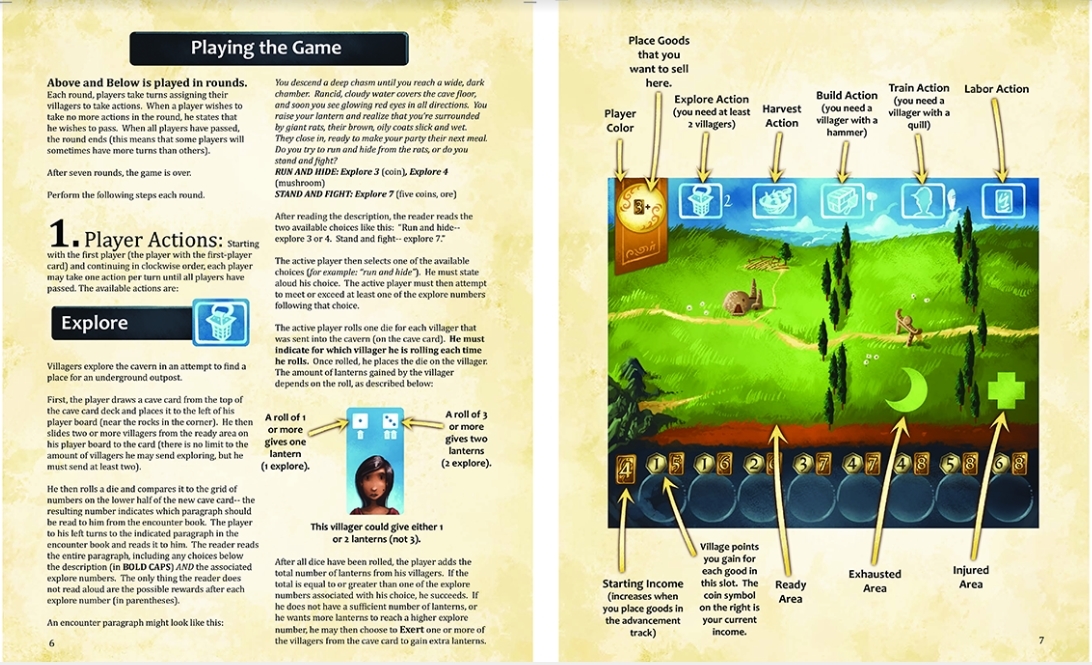 Playing the Game
Above and Below is played in rounds.
Each round, players take turns assigning their
villagers to take actions. When a player wishes to
take no more actions in the round, he states that
he wishes to pass. When all players have passed,
the round ends (this means that some players will
sometimes have more turns than others).
After seven rounds, the game is over.
Perform the following steps each round.
1. Player Actions: Starting
with the first player (the player with the first-player
card) and continuing in clockwise order, each player
may take one action per turn until all players have
passed. The available actions are:
Explore
Villagers explore the cavern in an attempt to find a
place for an underground outpost.
First, the player draws a cave card from the top of
the cave card deck and places it to the left of his
player board (near the rocks in the corner). He then
slides two or more villagers from the ready area on
his player board to the card (there is no limit to the
amount of villagers he may send exploring, but he
must send at least two).
He then rolls a die and compares it to the grid of
numbers on the lower half of the new cave card-- the
resulting number indicates which paragraph should
be read to him from the encounter book. The player
to his left turns to the indicated paragraph in the
encounter book and reads it to him. The reader reads
the entire paragraph, including any choices below
the description (in BOLD CAPS) AND the associated
explore numbers. The only thing the reader does
not read aloud are the possible rewards after each
explore number (in parentheses).
An encounter paragraph might look like this:
6
You descend a deep chasm until you reach a wide, dark
chamber. Rancid, cloudy water covers the cave floor,
and soon you see glowing red eyes in all directions. You
raise your lantern and realize that you're surrounded
by giant rats, their brown, oily coats slick and wet.
They close in, ready to make your party their next meal.
Do you try to run and hide from the rats, or do you
stand and fight?
RUN AND HIDE: Explore 3 (coin), Explore 4
(mushroom)
STAND AND FIGHT: Explore 7 (five coins, ore)
After reading the description, the reader reads the
two available choices like this: "Run and hide--
explore 3 or 4. Stand and fight-- explore 7."
The active player then selects one of the available
choices (for example: "run and hide"). He must state
aloud his choice. The active player must then attempt
to meet or exceed at least one of the explore numbers
following that choice.
The active player rolls one die for each villager that
was sent into the cavern (on the cave card). He must
indicate for which villager he is rolling each time
he rolls. Once rolled, he places the die on the villager.
The amount of lanterns gained by the villager
depends on the roll, as described below:
A roll of 1
or more
gives one
lantern
(1 explore).
A roll of 3
or more
gives two
lanterns
(2 explore).
This villager could give either 1
or 2 lanterns (not 3).
After all dice have been rolled, the player adds the
total number of lanterns from his villagers. If the
total is equal to or greater than one of the explore
numbers associated with his choice, he succeeds. If
he does not have a sufficient number of lanterns, or
he wants more lanterns to reach a higher explore
number, he may then choose to Exert one or more of
the villagers from the cave card to gain extra lanterns.
Place Goods
that you
want to sell
here.
Player
Color
Explore Action
(you need at least
2 villagers)
Harvest
Action
Build Action
(you need a
villager with a
hammer)
Train Action
(you need a
villager with a
quill)
Labor Action
3+
2
4 1 5 1 6 2 3 7 4 7 4 8 5 8 6 8
Starting Income
(increases when
you place goods in
the advancement
track)
Village points
you gain for
each good in
this slot. The
coin symbol
on the right is
your current
income.
Ready
Area
Exhausted
Area
Injured
Area
7